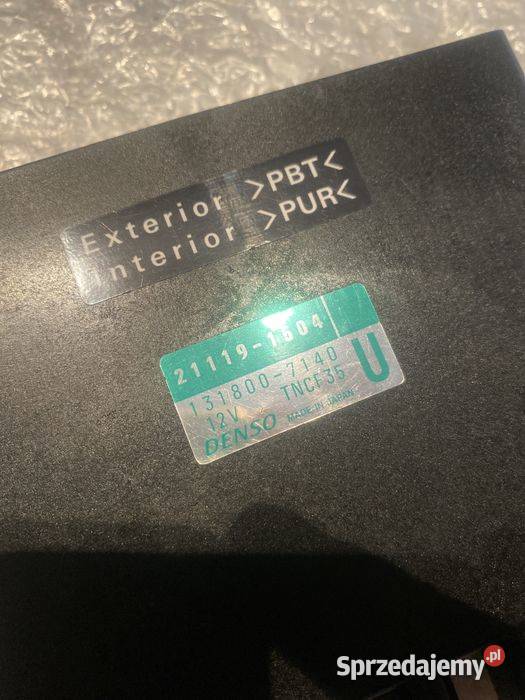 Exterior >PBT<
Interior >PUR<
21119-1604
131800-7140 U
12V TNCF35
DENSO MADE IN JAPAN
Sprzedajemy.pl